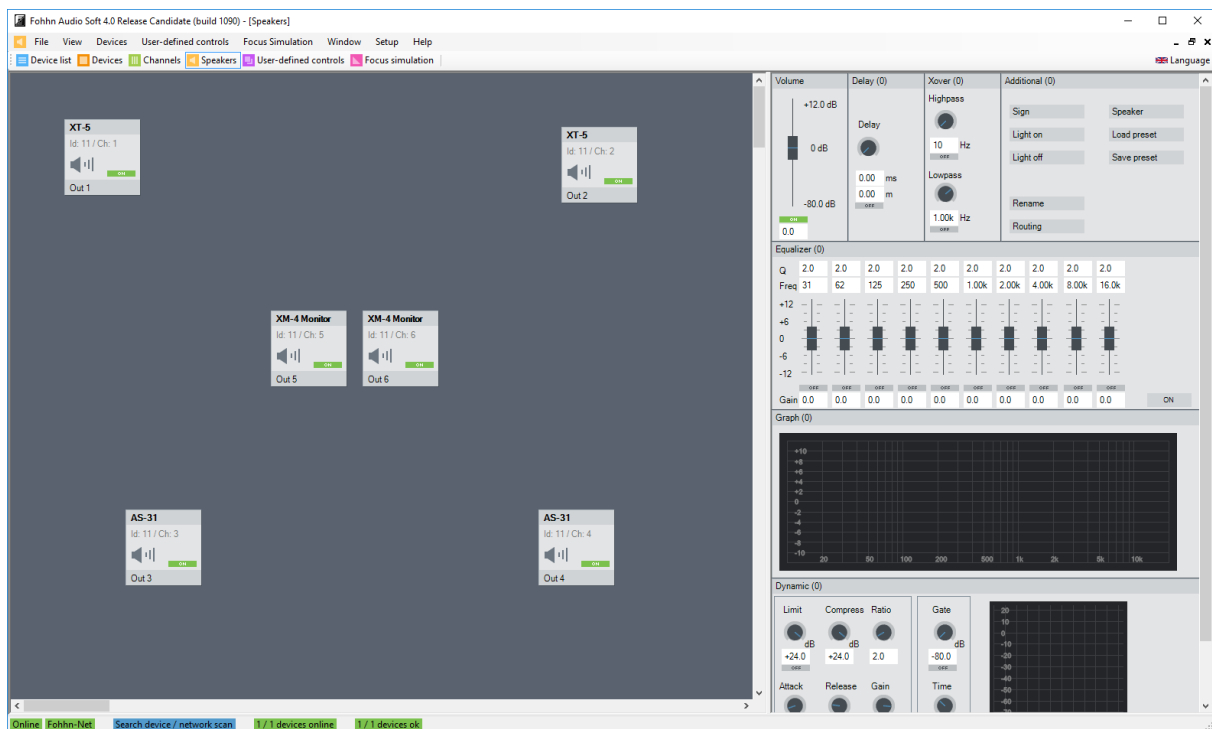 Fohhn Audio Soft 4.0 Release Candidate (build 1090) - [Speakers]
File View Devices User-defined controls Focus Simulation Window Setup Help
Device list Devices Channels Speakers User-defined controls Focus simulation Language
XT-5
Id: 11 / Ch: 1
ON
Out 1
XT-5
Id: 11 / Ch: 2
ON
Out 2
XM-4 Monitor
Id: 11 / Ch: 5
ON
Out 5
XM-4 Monitor
Id: 11 / Ch: 6
ON
Out 6
AS-31
Id: 11 / Ch: 3
ON
Out 3
AS-31
Id: 11 / Ch: 4
ON
Out 4
Volume
+12.0 dB
0 dB
-80.0 dB
ON
0.0
Delay (0)
Delay
0.00 ms
0.00 m
OFF
Xover (0)
Highpass
10 Hz
OFF
Lowpass
1.00k Hz
OFF
Additional (0)
Sign Speaker
Light on Load preset
Light off Save preset
Rename
Routing
Equalizer (0)
Q 2.0 2.0 2.0 2.0 2.0 2.0 2.0 2.0 2.0 2.0
Freq 31 62 125 250 500 1.00k 2.00k 4.00k 8.00k 16.0k
+12
+6
0
-6
-12
OFF OFF OFF OFF OFF OFF OFF OFF OFF OFF
Gain 0.0 0.0 0.0 0.0 0.0 0.0 0.0 0.0 0.0 0.0 ON
Graph (0)
+10
+8
+6
+4
+2
0
-2
-4
-6
-8
-10
20 50 100 200 500 1k 2k 5k 10k
Dynamic (0)
Limit Compress Ratio
dB dB
+24.0 +24.0 2.0
OFF
Attack Release Gain
Gate
dB
-80.0
OFF
Time
20
10
0
-10
-20
-30
-40
-50
-60
Online Fohhn-Net Search device / network scan 1 / 1 devices online 1 / 1 devices ok